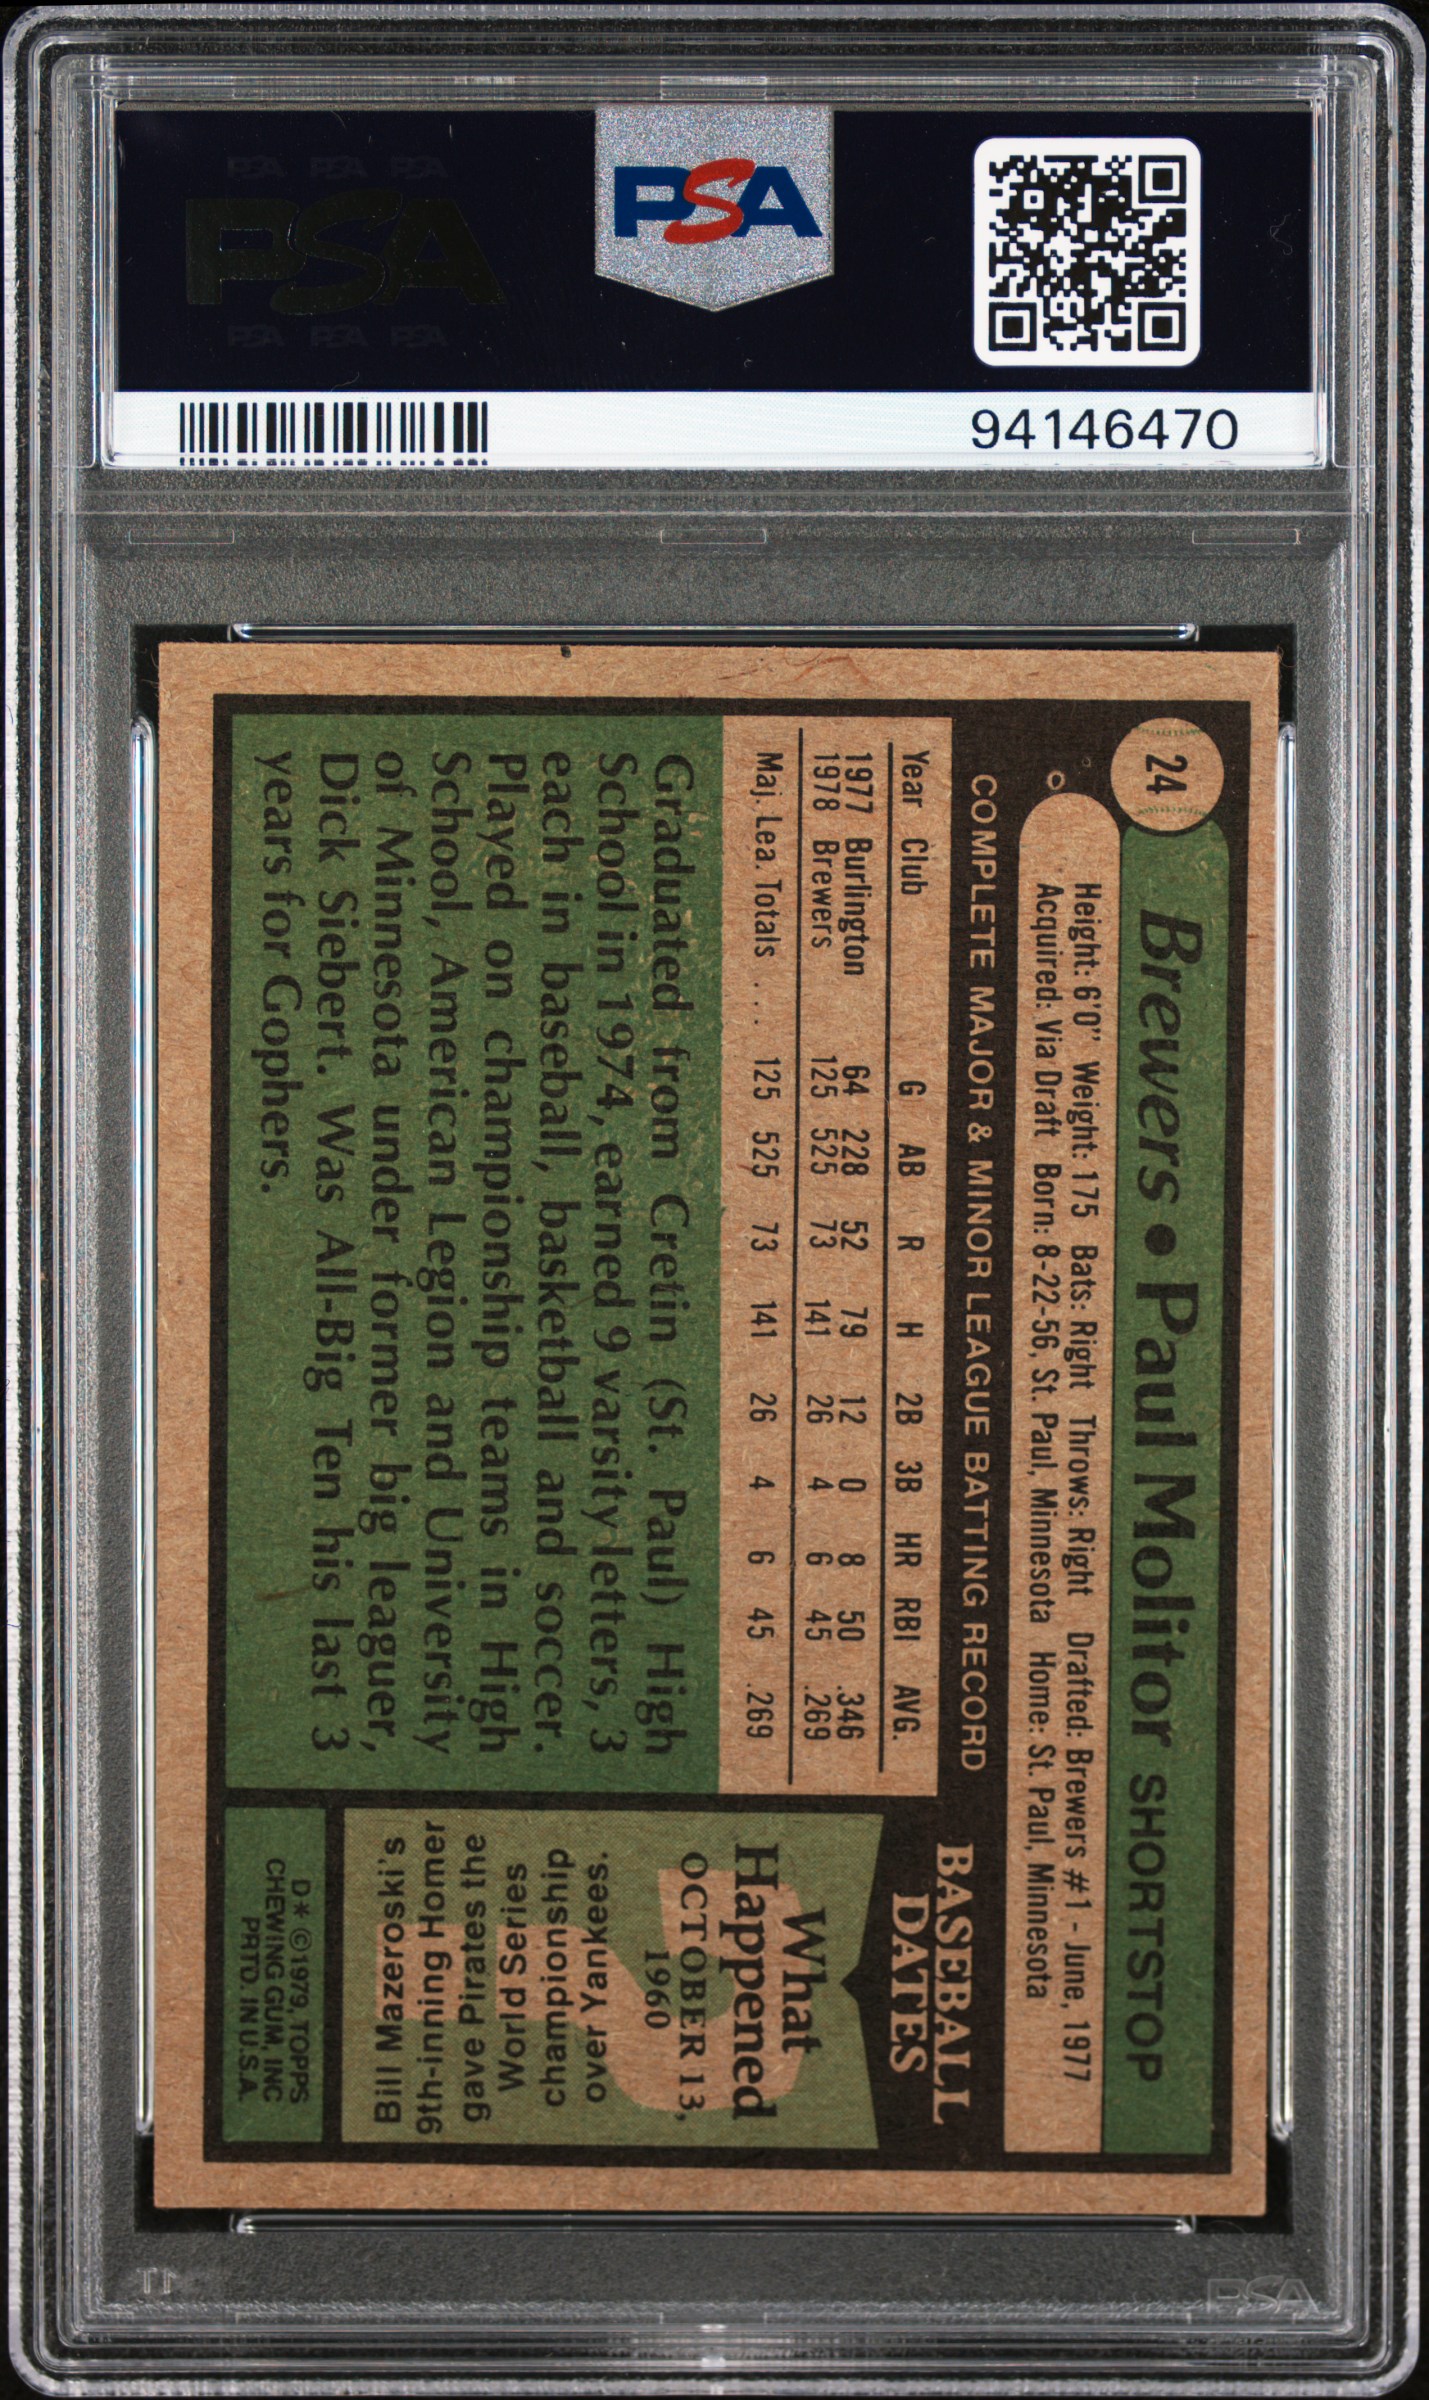 PSA PSA PSA
PSA
PSA PSA PSA
PSA
94146470
24
Brewers • Paul Molitor SHORTSTOP
Height: 6'0" Weight: 175 Bats: Right Throws: Right Drafted: Brewers #1 - June, 1977
Acquired: Via Draft Born: 8-22-56, St. Paul, Minnesota Home: St. Paul, Minnesota
COMPLETE MAJOR & MINOR LEAGUE BATTING RECORD
Year Club G AB R H 2B 3B HR RBI AVG.
1977 Burlington 64 228 52 79 12 0 8 50 .346
1978 Brewers 125 525 73 141 26 4 6 45 .269
Maj. Lea. Totals . . . 125 525 73 141 26 4 6 45 .269
Graduated from Cretin (St. Paul) High
School in 1974, earned 9 varsity letters, 3
each in baseball, basketball and soccer.
Played on championship teams in High
School, American Legion and University
of Minnesota under former big leaguer,
Dick Siebert. Was All-Big Ten his last 3
years for Gophers.
BASEBALL
DATES
What
Happened
OCTOBER 13,
1960
Bill Mazeroski's
9th-inning Homer
gave Pirates the
World Series
championship
over Yankees.
D* ©1979, TOPPS
CHEWING GUM, INC
PRTD. IN U.S.A.
PSA